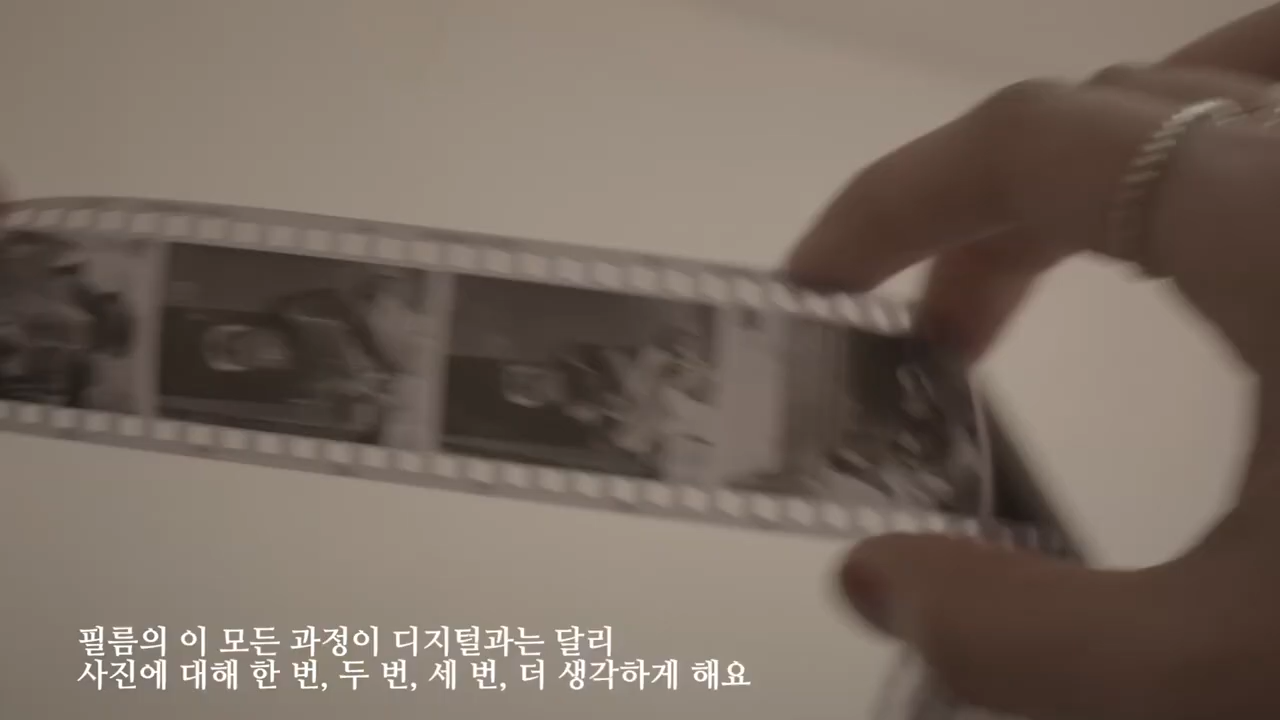 필름의 이 모든 과정이 디지털과는 달리
사진에 대해 한 번, 두 번, 세 번, 더 생각하게 해요